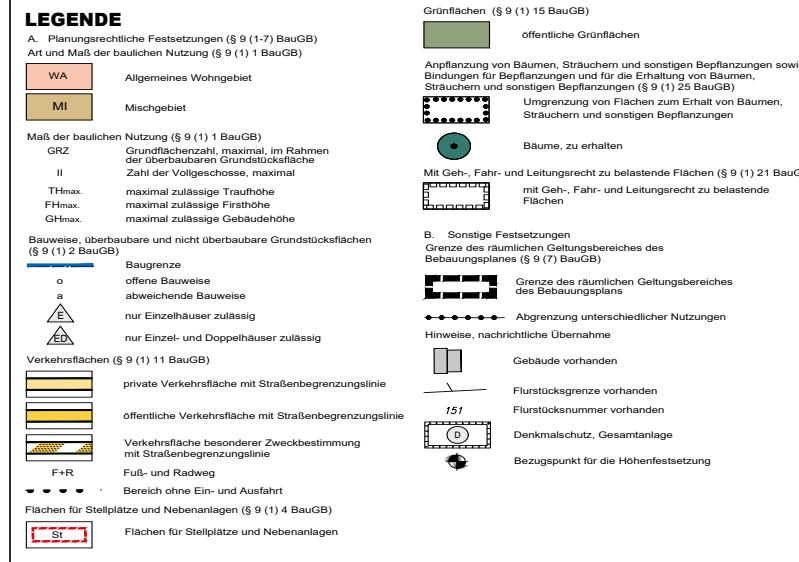 LEGENDE
A. Planungsrechtliche Festsetzungen (§ 9 (1-7) BauGB)
Art und Maß der baulichen Nutzung (§ 9 (1) 1 BauGB)
WA Allgemeines Wohngebiet
MI Mischgebiet
Maß der baulichen Nutzung (§ 9 (1) 1 BauGB)
GRZ Grundflächenzahl, maximal, im Rahmen
der überbaubaren Grundstücksfläche
II Zahl der Vollgeschosse, maximal
THmax. maximal zulässige Traufhöhe
FHmax. maximal zulässige Firsthöhe
GHmax. maximal zulässige Gebäudehöhe
Bauweise, überbaubare und nicht überbaubare Grundstücksflächen
(§ 9 (1) 2 BauGB)
Baugrenze
o offene Bauweise
a abweichende Bauweise
E nur Einzelhäuser zulässig
ED nur Einzel- und Doppelhäuser zulässig
Verkehrsflächen (§ 9 (1) 11 BauGB)
private Verkehrsfläche mit Straßenbegrenzungslinie
öffentliche Verkehrsfläche mit Straßenbegrenzungslinie
Verkehrsfläche besonderer Zweckbestimmung
mit Straßenbegrenzungslinie
F+R Fuß- und Radweg
Bereich ohne Ein- und Ausfahrt
Flächen für Stellplätze und Nebenanlagen (§ 9 (1) 4 BauGB)
St Flächen für Stellplätze und Nebenanlagen
Grünflächen (§ 9 (1) 15 BauGB)
öffentliche Grünflächen
Anpflanzung von Bäumen, Sträuchern und sonstigen Bepflanzungen sowi
Bindungen für Bepflanzungen und für die Erhaltung von Bäumen,
Sträuchern und sonstigen Bepflanzungen (§ 9 (1) 25 BauGB)
Umgrenzung von Flächen zum Erhalt von Bäumen,
Sträuchern und sonstigen Bepflanzungen
Bäume, zu erhalten
Mit Geh-, Fahr- und Leitungsrecht zu belastende Flächen (§ 9 (1) 21 BauG
mit Geh-, Fahr- und Leitungsrecht zu belastende
Flächen
B. Sonstige Festsetzungen
Grenze des räumlichen Geltungsbereiches des
Bebauungsplanes (§ 9 (7) BauGB)
Grenze des räumlichen Geltungsbereiches
des Bebauungsplans
Abgrenzung unterschiedlicher Nutzungen
Hinweise, nachrichtliche Übernahme
Gebäude vorhanden
Flurstücksgrenze vorhanden
151 Flurstücksnummer vorhanden
D Denkmalschutz, Gesamtanlage
Bezugspunkt für die Höhenfestsetzung